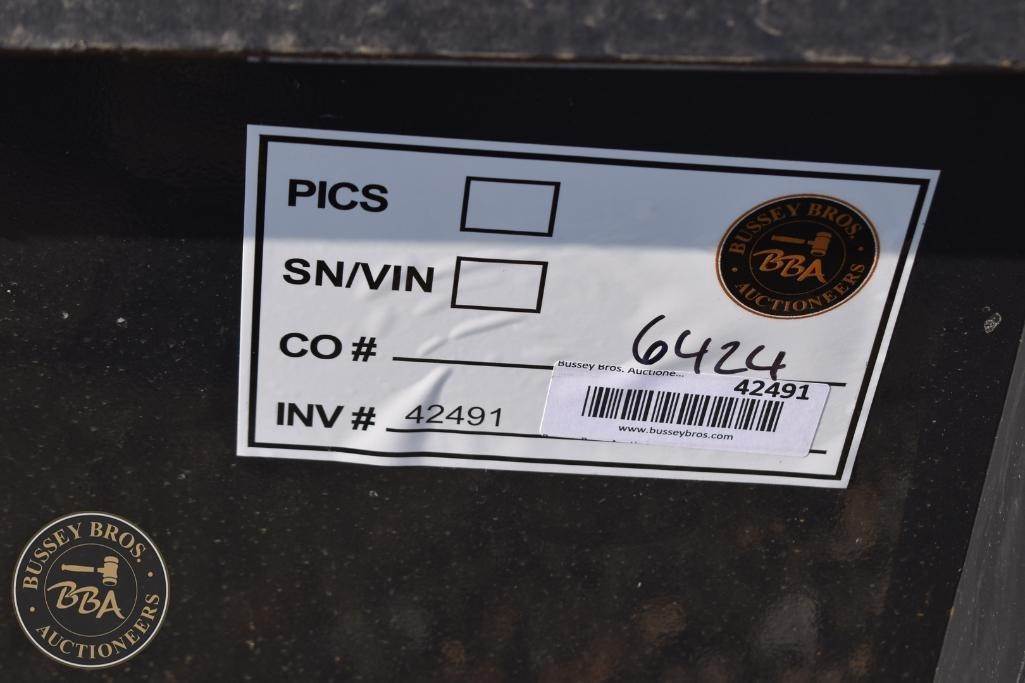 PICS
SN/VIN
CO # 6424
INV # 42491
BUSSEY BROS.
BBA
AUCTIONEERS
Bussey Bros. Auctione...
42491
www.busseybros.com
BUSSEY BROS.
BBA
AUCTIONEERS